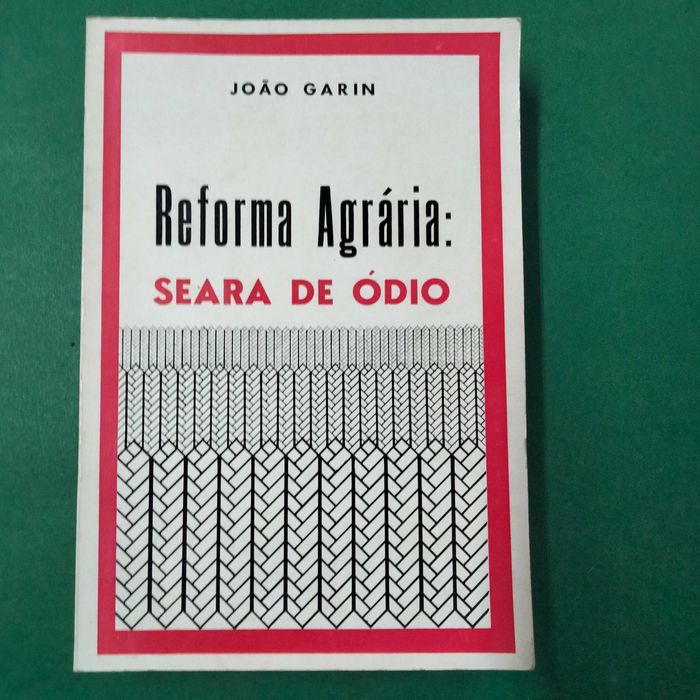 JOÃO GARIN
Reforma Agrária:
SEARA DE ÓDIO